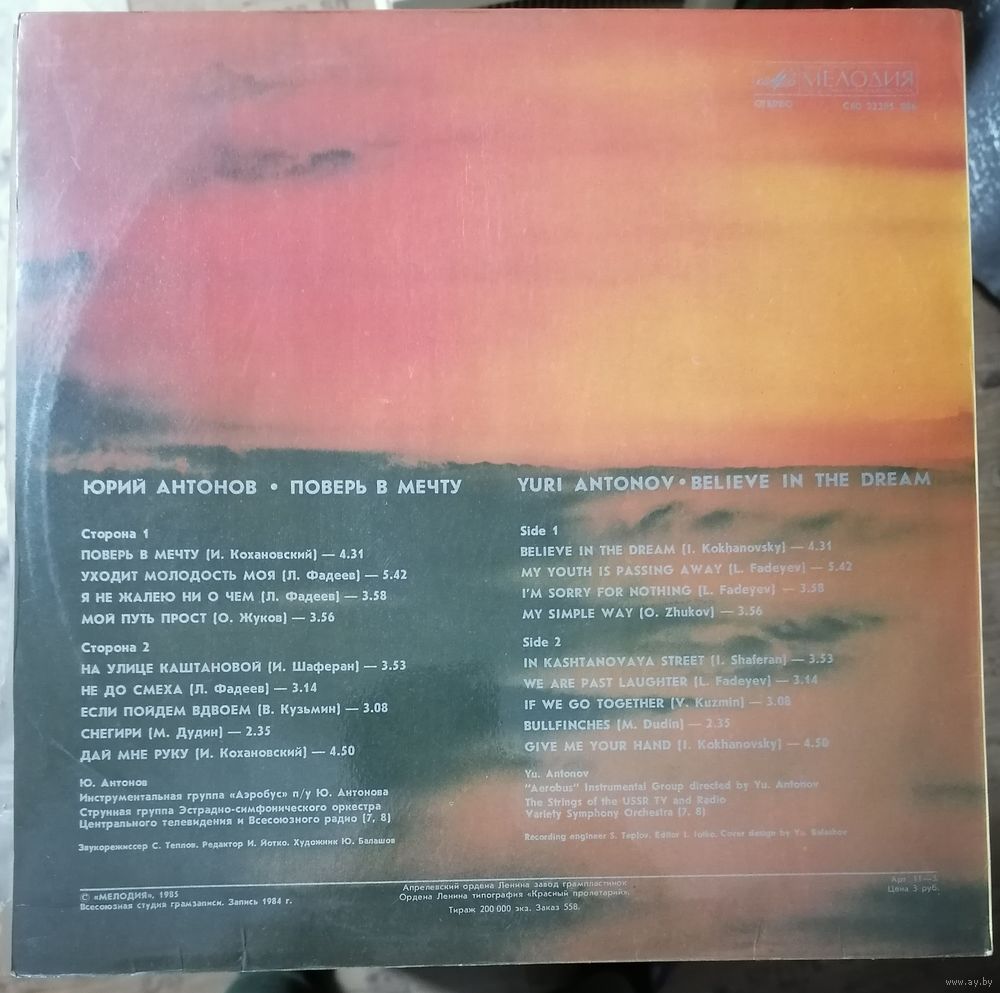 МЕЛОДИЯ
СТЕРЕО
ЮРИЙ АНТОНОВ • ПОВЕРЬ В МЕЧТУ
Сторона 1
ПОВЕРЬ В МЕЧТУ (И. Кохановский) — 4.31
УХОДИТ МОЛОДОСТЬ МОЯ (Л. Фадеев) — 5.42
Я НЕ ЖАЛЕЮ НИ О ЧЕМ (Л. Фадеев) — 3.58
МОЙ ПУТЬ ПРОСТ (О. Жуков) — 3.56
Сторона 2
НА УЛИЦЕ КАШТАНОВОЙ (И. Шаферан) — 3.53
НЕ ДО СМЕХА (Л. Фадеев) — 3.14
ЕСЛИ ПОЙДЕМ ВДВОЕМ (В. Кузьмин) — 3.08
СНЕГИРИ (М. Дудин) — 2.35
ДАЙ МНЕ РУКУ (И. Кохановский) — 4.50
Ю. Антонов
Инструментальная группа «Аэробус» п/у Ю. Антонова
Струнная группа Эстрадно-симфонического оркестра
Центрального телевидения и Всесоюзного радио (7, 8)
Звукорежиссер С. Теплов. Редактор И. Йотко. Художник Ю. Балашов
YURI ANTONOV • BELIEVE IN THE DREAM
Side 1
BELIEVE IN THE DREAM (I. Kokhanovsky) — 4.31
MY YOUTH IS PASSING AWAY (L. Fadeyev) — 5.42
I'M SORRY FOR NOTHING (L. Fadeyev) — 3.58
MY SIMPLE WAY (O. Zhukov) — 3.56
Side 2
IN KASHTANOVAYA STREET (I. Shaferan) — 3.53
WE ARE PAST LAUGHTER (L. Fadeyev) — 3.14
IF WE GO TOGETHER (V. Kuzmin) — 3.08
BULLFINCHES (M. Dudin) — 2.35
GIVE ME YOUR HAND (I. Kokhanovsky) — 4.50
Yu. Antonov
"Aerobus" Instrumental Group directed by Yu. Antonov
The Strings of the USSR TV and Radio
Variety Symphony Orchestra (7, 8)
Recording engineer S. Teplov. Editor I. Jotko. Cover design by Yu. Balashov
© «МЕЛОДИЯ», 1985
Всесоюзная студия грамзаписи. Запись 1984 г.
Апрелевский ордена Ленина завод грампластинок
Ордена Ленина типография «Красный пролетарий».
Тираж 200 000 экз. Заказ 558.
Арт. 11—5
Цена 3 руб.
www.ay.by